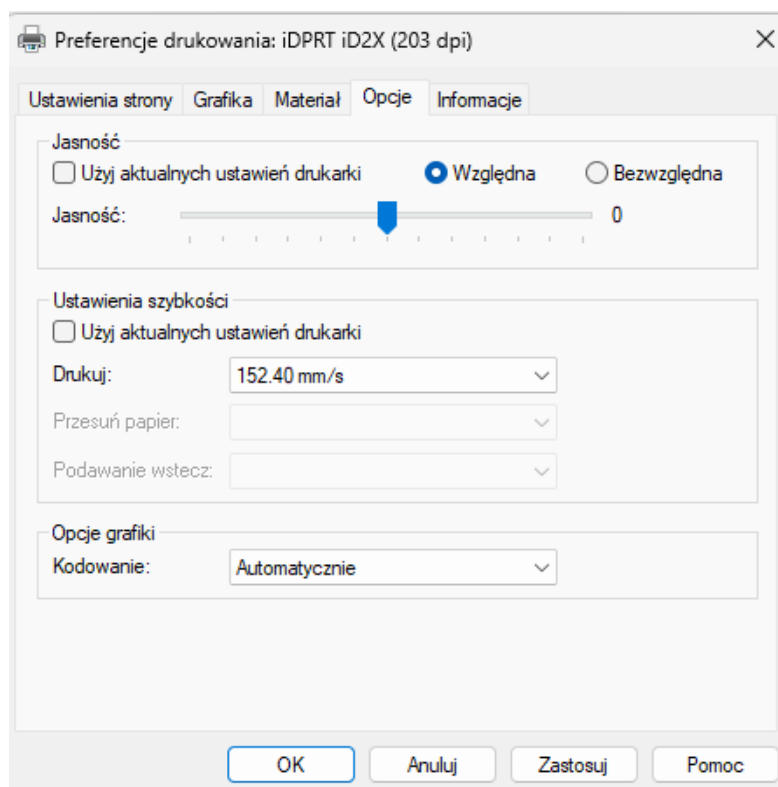 Preferencje drukowania: iDPRT iD2X (203 dpi)
Ustawienia strony Grafika Materiał Opcje Informacje
Jasność
Użyj aktualnych ustawień drukarki Względna Bezwzględna
Jasność: 0
Ustawienia szybkości
Użyj aktualnych ustawień drukarki
Drukuj: 152.40 mm/s
Przesuń papier:
Podawanie wstecz:
Opcje grafiki
Kodowanie: Automatycznie
OK Anuluj Zastosuj Pomoc